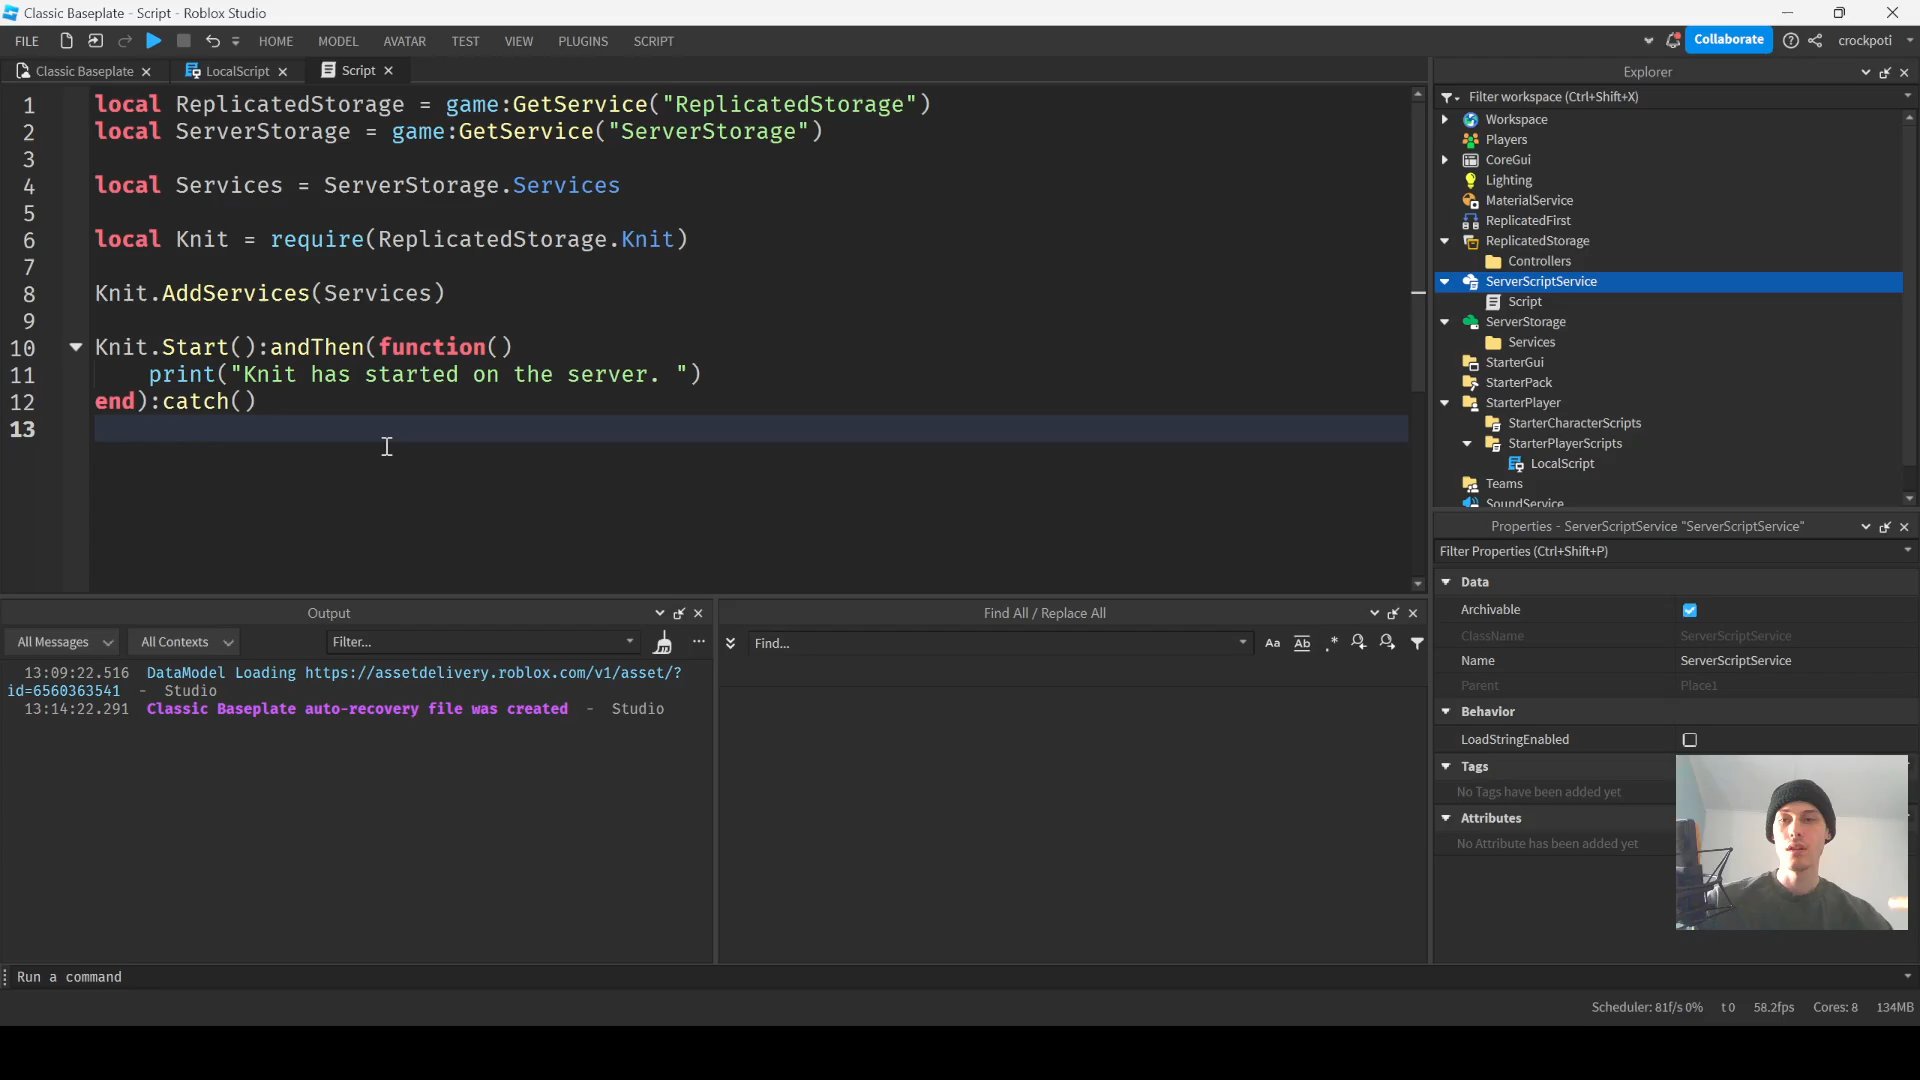 Classic Baseplate - Script - Roblox Studio
FILE HOME MODEL AVATAR TEST VIEW PLUGINS SCRIPT Collaborate crockpoti
Classic Baseplate LocalScript Script
1 local ReplicatedStorage = game:GetService("ReplicatedStorage")
2 local ServerStorage = game:GetService("ServerStorage")
3
4 local Services = ServerStorage.Services
5
6 local Knit = require(ReplicatedStorage.Knit)
7
8 Knit.AddServices(Services)
9
10 Knit.Start():andThen(function()
11 print("Knit has started on the server. ")
12 end):catch()
13
Explorer
Filter workspace (Ctrl+Shift+X)
Workspace
Players
CoreGui
Lighting
MaterialService
ReplicatedFirst
ReplicatedStorage
Controllers
ServerScriptService
Script
ServerStorage
Services
StarterGui
StarterPack
StarterPlayer
StarterCharacterScripts
StarterPlayerScripts
LocalScript
Teams
SoundService
Properties - ServerScriptService "ServerScriptService"
Filter Properties (Ctrl+Shift+P)
Data
Archivable
ClassName ServerScriptService
Name ServerScriptService
Parent Place1
Behavior
LoadStringEnabled
Tags
No Tags have been added yet
Attributes
No Attribute has been added yet
Output
All Messages All Contexts Filter...
13:09:22.516 DataModel Loading https://assetdelivery.roblox.com/v1/asset/?
id=6560363541 - Studio
13:14:22.291 Classic Baseplate auto-recovery file was created - Studio
Find All / Replace All
Find... Aa Ab .*
Run a command
Scheduler: 81f/s 0% t 0 58.2fps Cores: 8 134MB